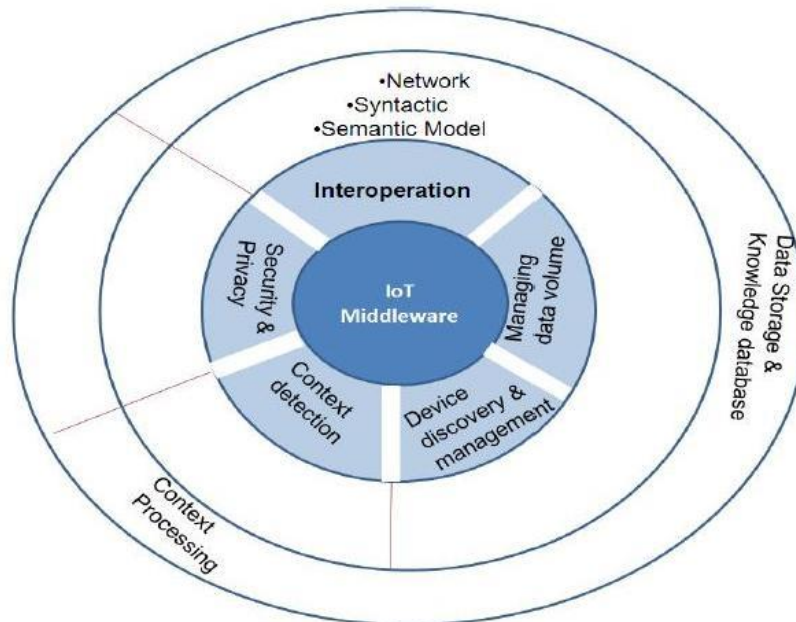 •Network
•Syntactic
•Semantic Model
Interoperation
Security &
Privacy
IoT
Middleware
Managing
data volume
Context
detection
Device
discovery &
management
Data Storage &
Knowledge database
Context
Processing